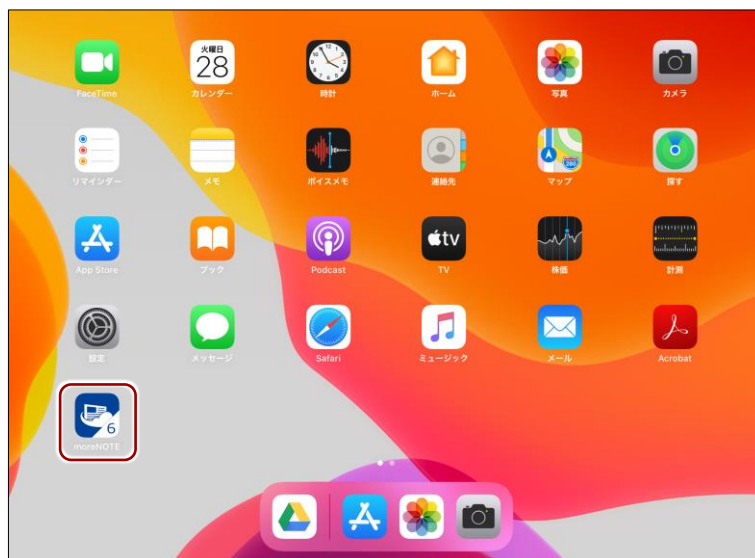 FaceTime
火曜日
28
カレンダー
時計
ホーム
写真
カメラ
リマインダー
メモ
ボイスメモ
連絡先
マップ
探す
App Store
ブック
Podcast
tv
TV
株価
計測
設定
メッセージ
Safari
ミュージック
メール
Acrobat
6
moreNOTE